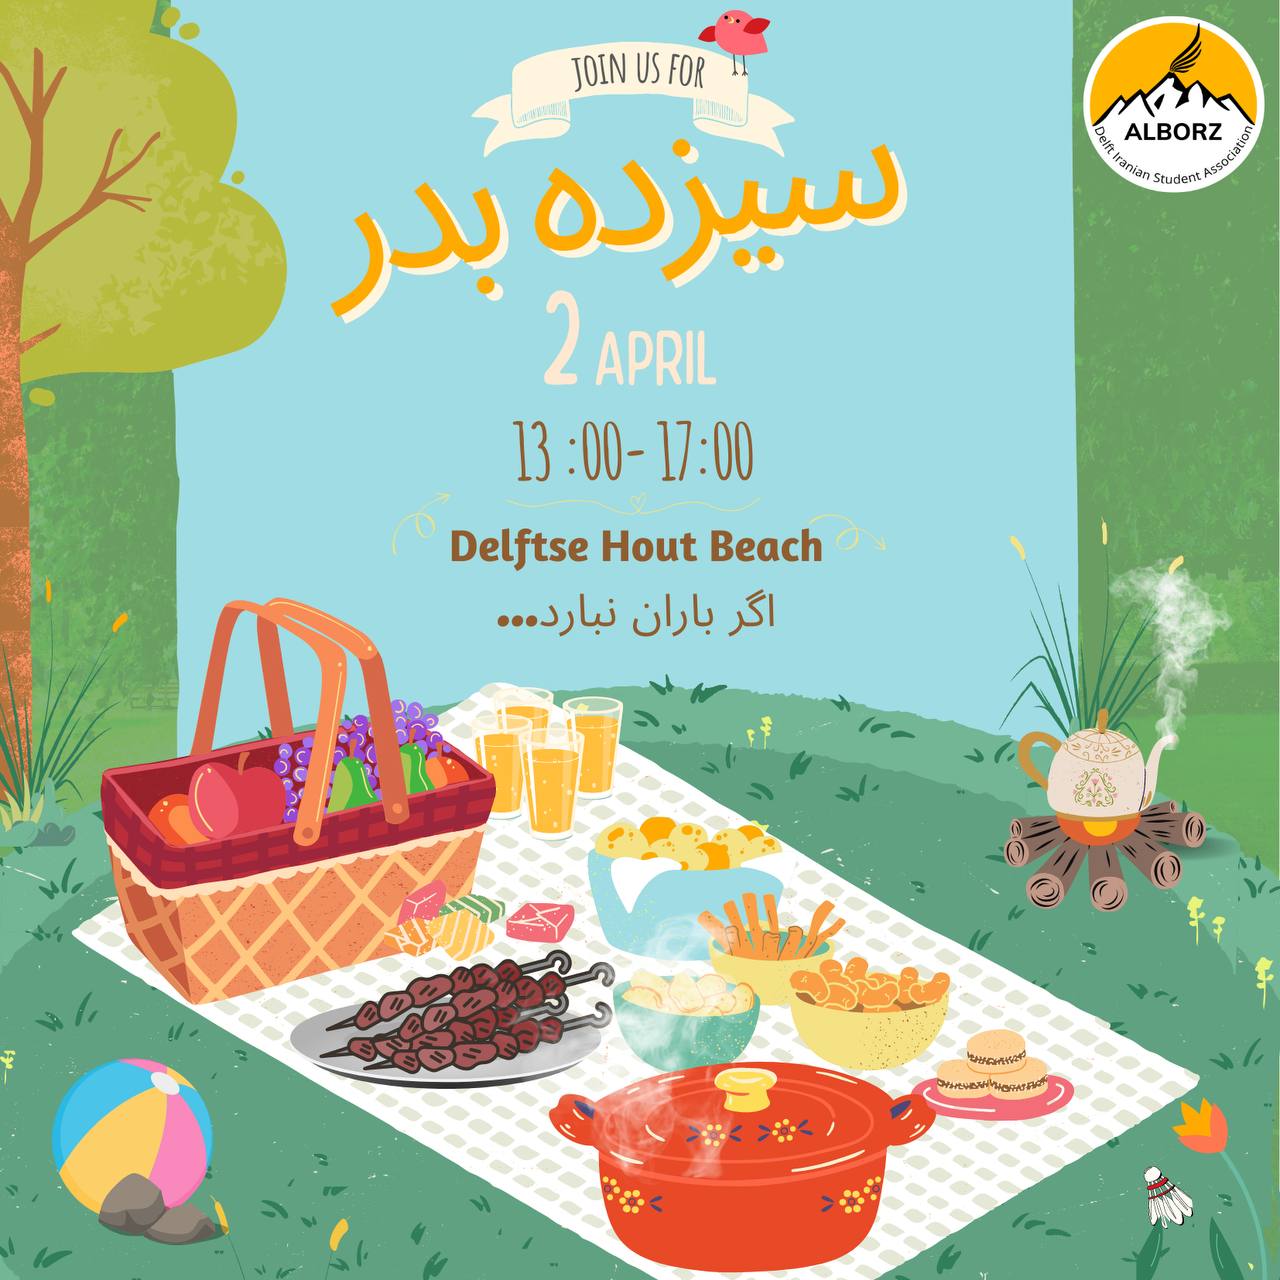 JOIN US FOR
سیزده بدر
2 APRIL
13 :00- 17:00
Delftse Hout Beach
اگر باران نبارد...
ALBORZ
Delft Iranian Student Association